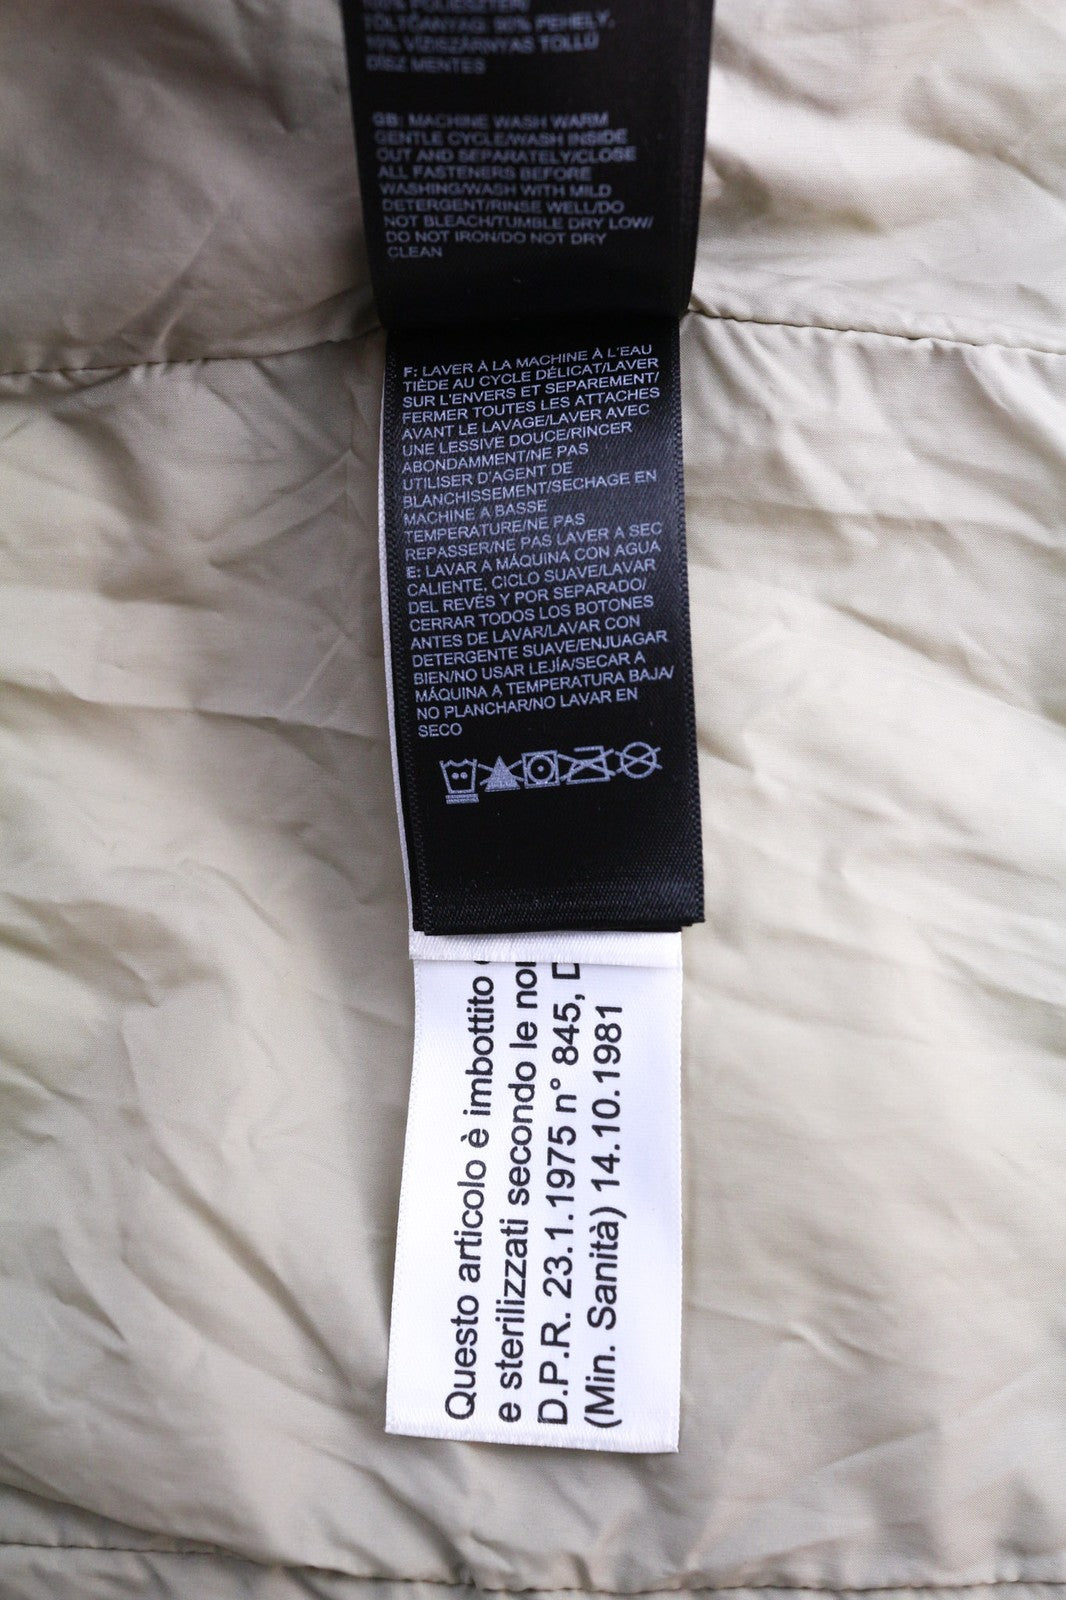 100% POLIESZTER/
TÖLTŐANYAG: 90% PEHELY,
10% VÍZISZÁRNYAS TOLLÚ
DÍSZ MENTES
GB: MACHINE WASH WARM
GENTLE CYCLE/WASH INSIDE
OUT AND SEPARATELY/CLOSE
ALL FASTENERS BEFORE
WASHING/WASH WITH MILD
DETERGENT/RINSE WELL/DO
NOT BLEACH/TUMBLE DRY LOW/
DO NOT IRON/DO NOT DRY
CLEAN
F: LAVER À LA MACHINE À L'EAU
TIÈDE AU CYCLE DÉLICAT/LAVER
SUR L'ENVERS ET SEPAREMENT/
FERMER TOUTES LES ATTACHES
AVANT LE LAVAGE/LAVER AVEC
UNE LESSIVE DOUCE/RINCER
ABONDAMMENT/NE PAS
UTILISER D'AGENT DE
BLANCHISSEMENT/SECHAGE EN
MACHINE A BASSE
TEMPERATURE/NE PAS
REPASSER/NE PAS LAVER A SEC
E: LAVAR A MÁQUINA CON AGUA
CALIENTE, CICLO SUAVE/LAVAR
DEL REVÉS Y POR SEPARADO/
CERRAR TODOS LOS BOTONES
ANTES DE LAVAR/LAVAR CON
DETERGENTE SUAVE/ENJUAGAR
BIEN/NO USAR LEJÍA/SECAR A
MÁQUINA A TEMPERATURA BAJA/
NO PLANCHAR/NO LAVAR EN
SECO
Questo articolo è imbottito
e sterilizzati secondo le nor
D.P.R. 23.1.1975 n° 845, D
(Min. Sanità) 14.10.1981